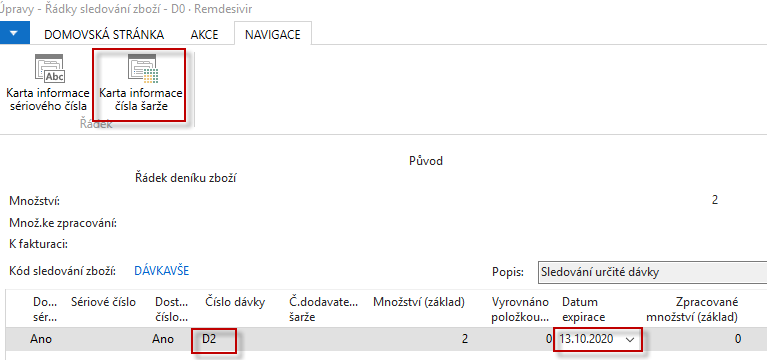 Úpravy - Řádky sledování zboží - D0 · Remdesivir
DOMOVSKÁ STRÁNKA AKCE NAVIGACE
Abc
Karta informace sériového čísla
Karta informace čísla šarže
Řádek
Původ
Řádek deníku zboží
Množství: 2
Množ.ke zpracování:
K fakturaci:
Kód sledování zboží: DÁVKAVŠE Popis: Sledování určité dávky
Do... sér... Sériové číslo Dost... číslo... Číslo dávky Č.dodavate... šarže Množství (základ) Vyrovnáno položkou... Datum expirace Zpracované množství (základ)
Ano Ano D2 2 0 13.10.2020 0